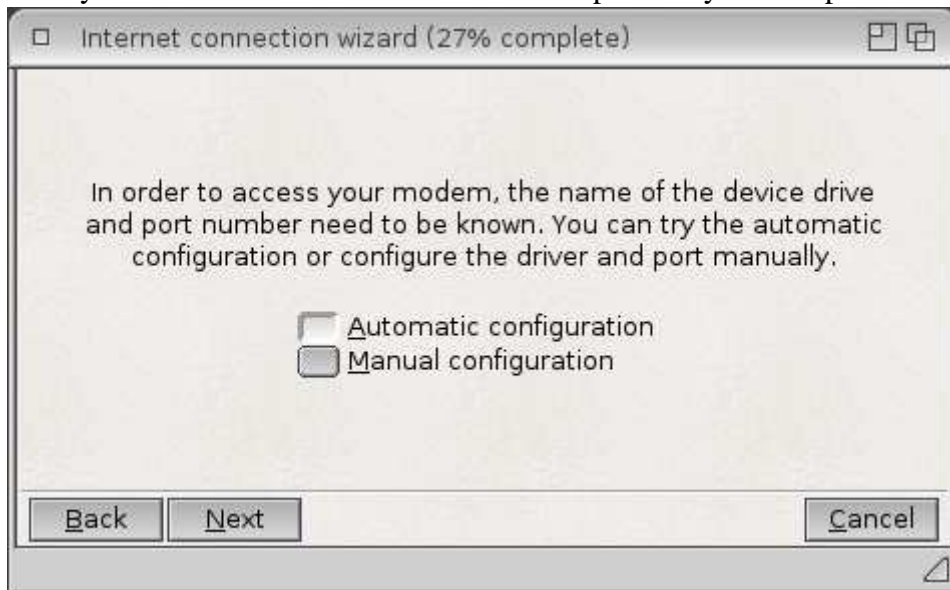 Internet connection wizard (27% complete)
In order to access your modem, the name of the device drive
and port number need to be known. You can try the automatic
configuration or configure the driver and port manually.
Automatic configuration
Manual configuration
Back Next Cancel